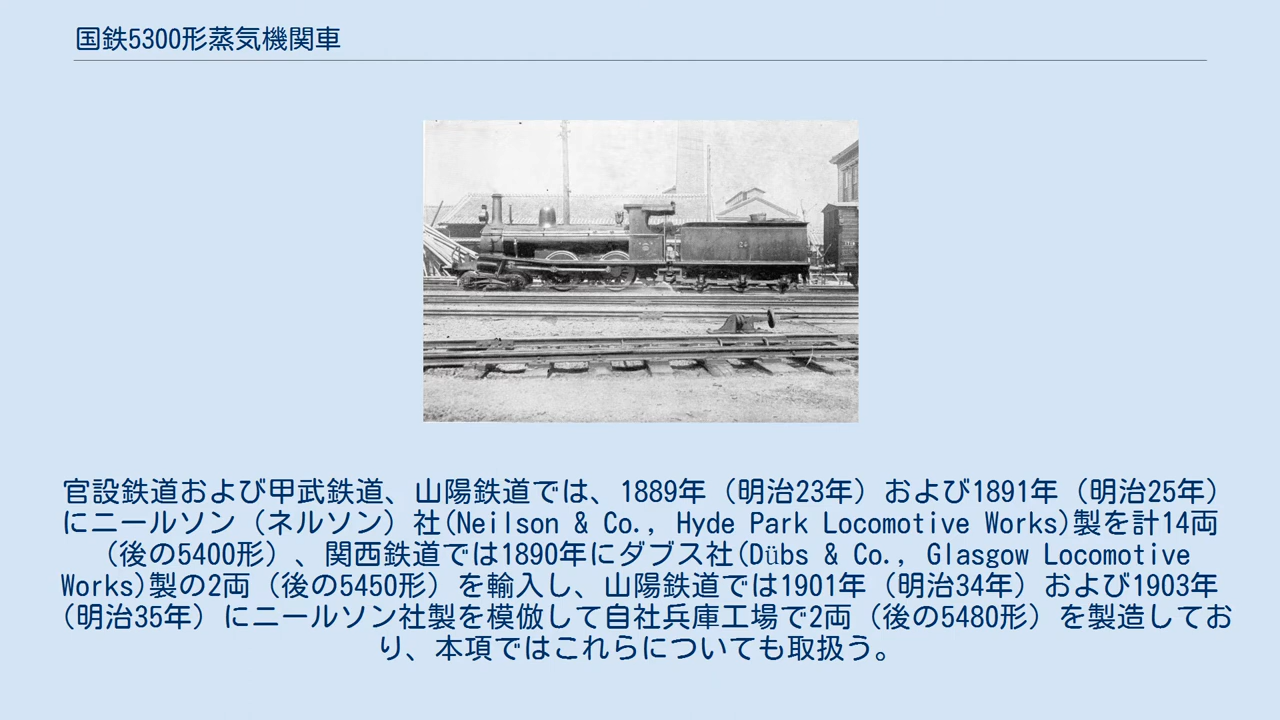 国鉄5300形蒸気機関車
官設鉄道および甲武鉄道、山陽鉄道では、1889年（明治23年）および1891年（明治25年）
にニールソン（ネルソン）社(Neilson & Co., Hyde Park Locomotive Works)製を計14両
（後の5400形）、関西鉄道では1890年にダブス社(Dübs & Co., Glasgow Locomotive
Works)製の2両（後の5450形）を輸入し、山陽鉄道では1901年（明治34年）および1903年
（明治35年）にニールソン社製を模倣して自社兵庫工場で2両（後の5480形）を製造してお
り、本項ではこれらについても取扱う。